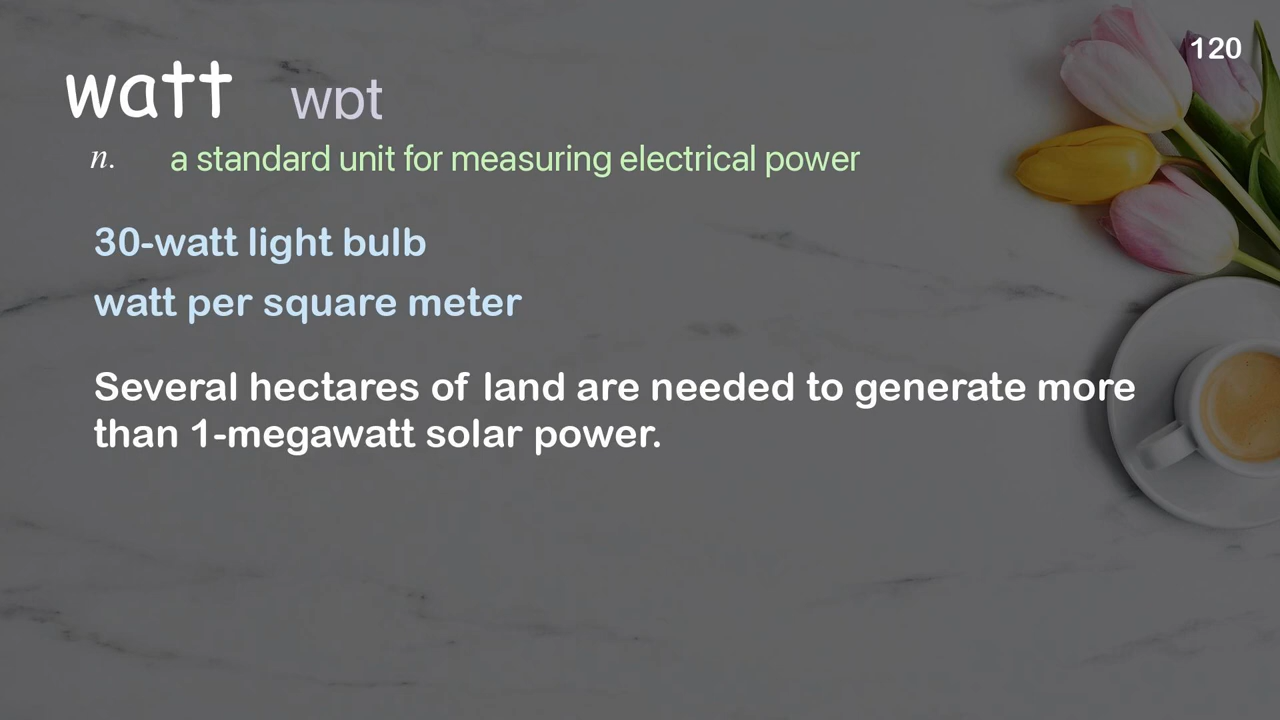 120
watt wɒt
n. a standard unit for measuring electrical power
30-watt light bulb
watt per square meter
Several hectares of land are needed to generate more
than 1-megawatt solar power.